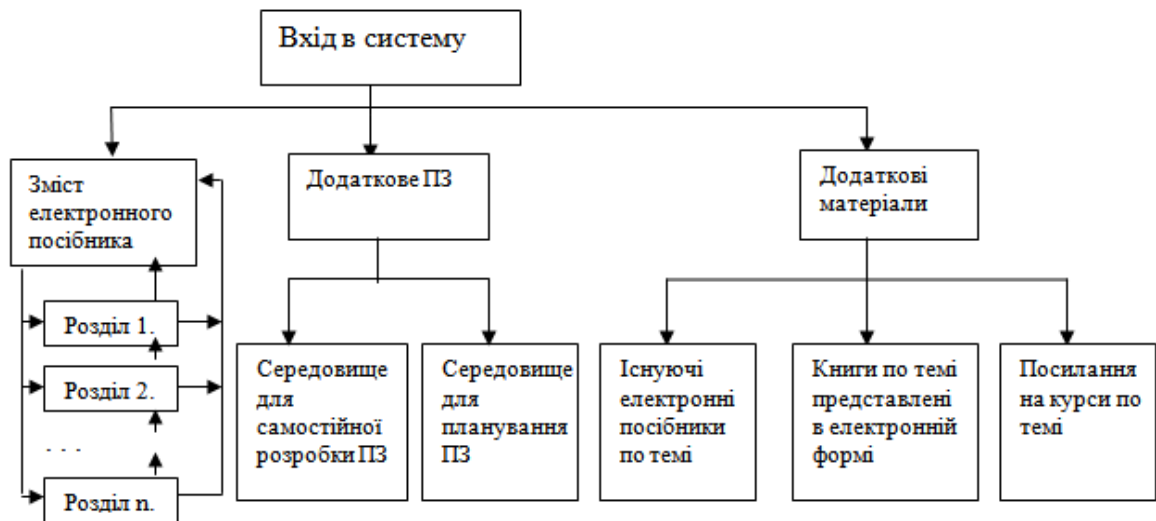 Вхід в систему
Зміст
електронного
посібника
Додаткове ПЗ
Додаткові
матеріали
Розділ 1.
Розділ 2.
. . .
Розділ n.
Середовище
для
самостійної
розробки ПЗ
Середовище
для
планування
ПЗ
Існуючі
електронні
посібники
по темі
Книги по темі
представлені
в електронній
формі
Посилання
на курси по
темі